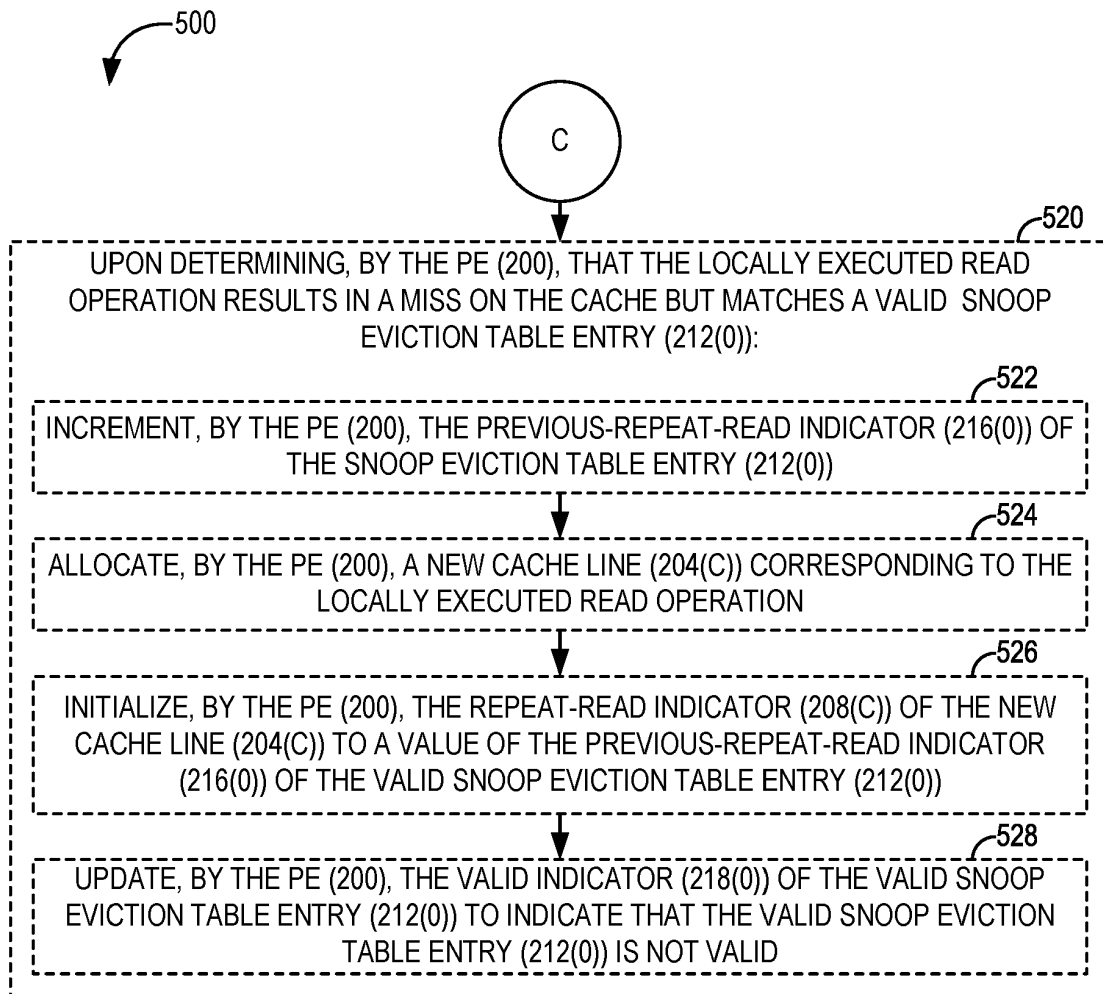 500
C
520
UPON DETERMINING, BY THE PE (200), THAT THE LOCALLY EXECUTED READ
OPERATION RESULTS IN A MISS ON THE CACHE BUT MATCHES A VALID SNOOP
EVICTION TABLE ENTRY (212(0)):
522
INCREMENT, BY THE PE (200), THE PREVIOUS-REPEAT-READ INDICATOR (216(0)) OF
THE SNOOP EVICTION TABLE ENTRY (212(0))
524
ALLOCATE, BY THE PE (200), A NEW CACHE LINE (204(C)) CORRESPONDING TO THE
LOCALLY EXECUTED READ OPERATION
526
INITIALIZE, BY THE PE (200), THE REPEAT-READ INDICATOR (208(C)) OF THE NEW
CACHE LINE (204(C)) TO A VALUE OF THE PREVIOUS-REPEAT-READ INDICATOR
(216(0)) OF THE VALID SNOOP EVICTION TABLE ENTRY (212(0))
528
UPDATE, BY THE PE (200), THE VALID INDICATOR (218(0)) OF THE VALID SNOOP
EVICTION TABLE ENTRY (212(0)) TO INDICATE THAT THE VALID SNOOP EVICTION
TABLE ENTRY (212(0)) IS NOT VALID